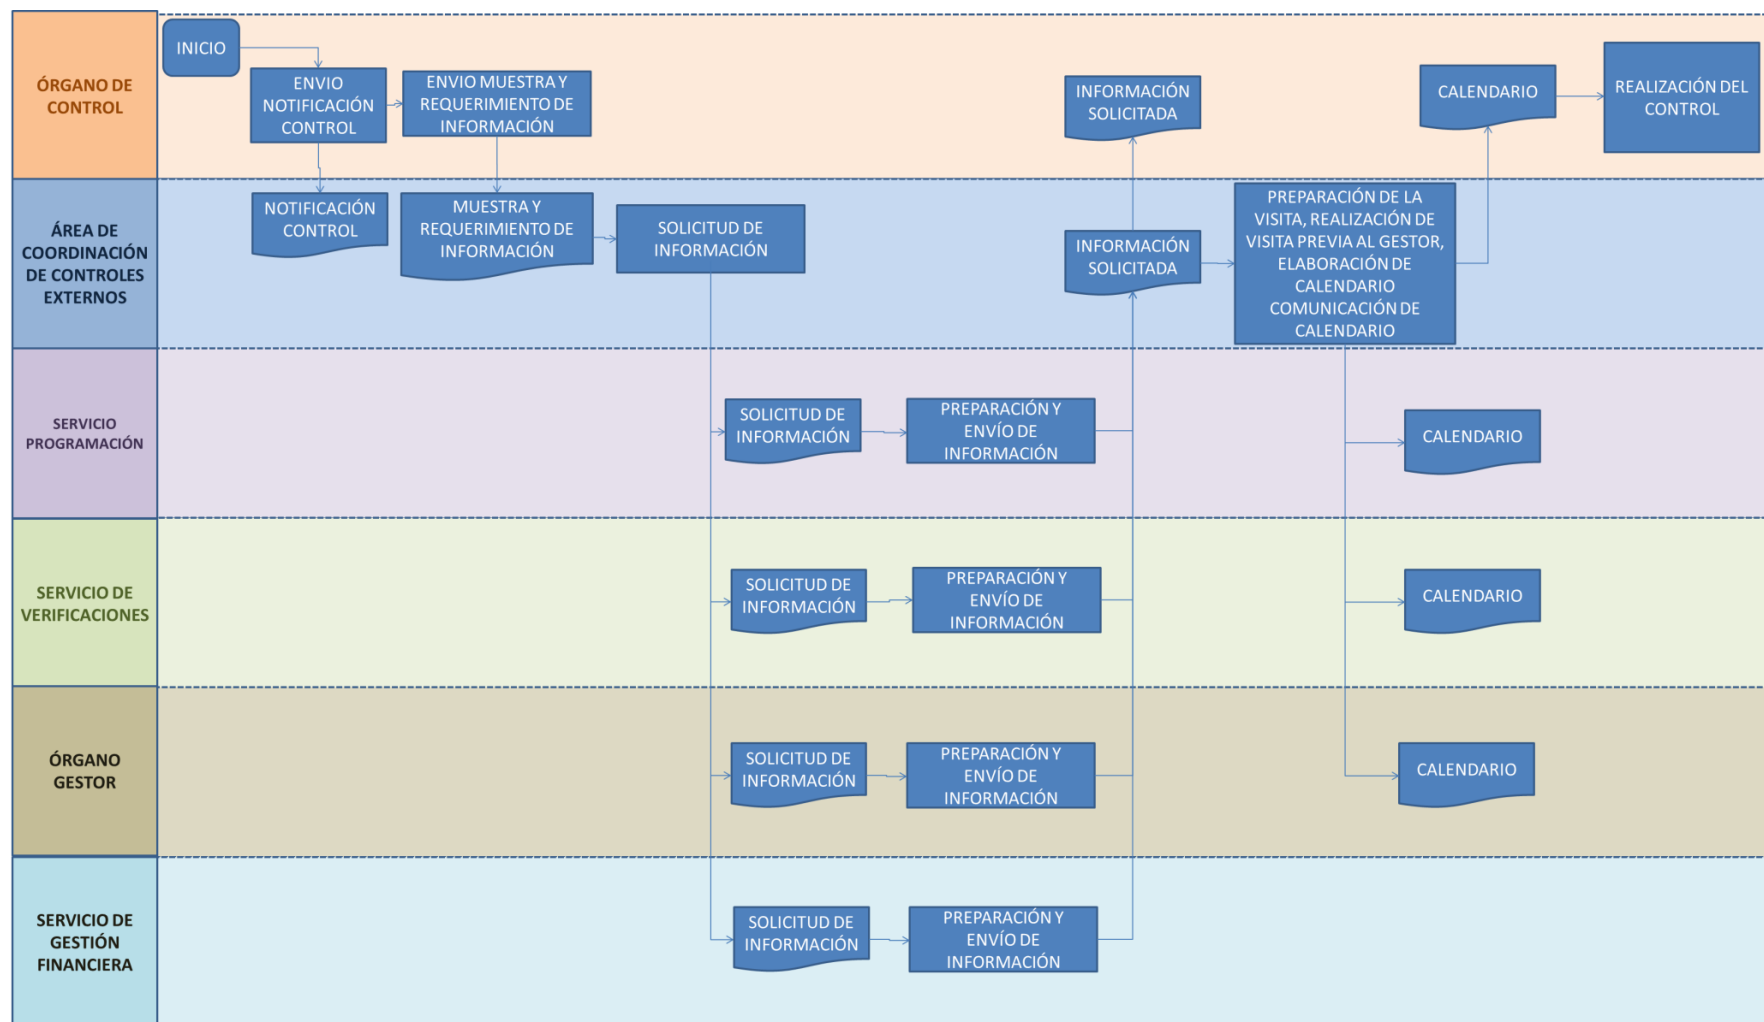 ÓRGANO DE
CONTROL
INICIO
ENVIO
NOTIFICACIÓN
CONTROL
ENVIO MUESTRA Y
REQUERIMIENTO DE
INFORMACIÓN
INFORMACIÓN
SOLICITADA
CALENDARIO
REALIZACIÓN DEL
CONTROL
ÁREA DE
COORDINACIÓN
DE CONTROLES
EXTERNOS
NOTIFICACIÓN
CONTROL
MUESTRA Y
REQUERIMIENTO DE
INFORMACIÓN
SOLICITUD DE
INFORMACIÓN
INFORMACIÓN
SOLICITADA
PREPARACIÓN DE LA
VISITA, REALIZACIÓN DE
VISITA PREVIA AL GESTOR,
ELABORACIÓN DE
CALENDARIO
COMUNICACIÓN DE
CALENDARIO
SERVICIO
PROGRAMACIÓN
SOLICITUD DE
INFORMACIÓN
PREPARACIÓN Y
ENVÍO DE
INFORMACIÓN
CALENDARIO
SERVICIO DE
VERIFICACIONES
SOLICITUD DE
INFORMACIÓN
PREPARACIÓN Y
ENVÍO DE
INFORMACIÓN
CALENDARIO
ÓRGANO
GESTOR
SOLICITUD DE
INFORMACIÓN
PREPARACIÓN Y
ENVÍO DE
INFORMACIÓN
CALENDARIO
SERVICIO DE
GESTIÓN
FINANCIERA
SOLICITUD DE
INFORMACIÓN
PREPARACIÓN Y
ENVÍO DE
INFORMACIÓN